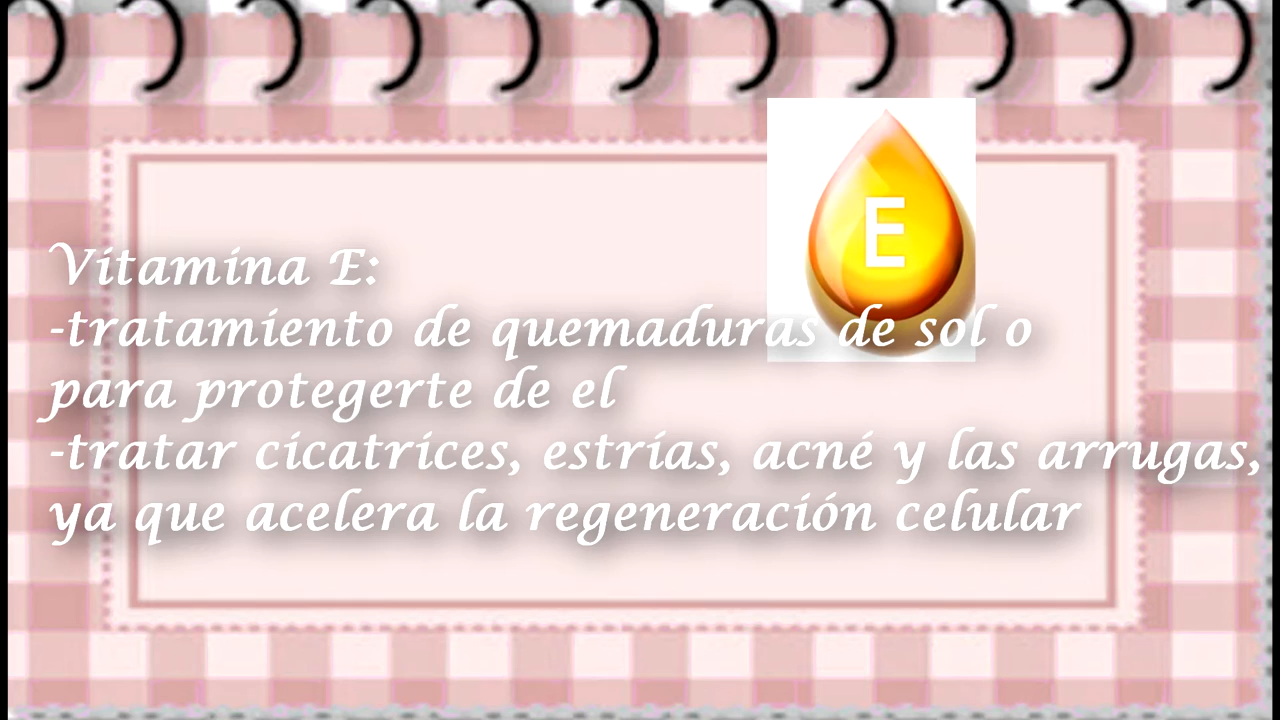 E
Vitamina E:
-tratamiento de quemaduras de sol o
para protegerte de el
-tratar cicatrices, estrías, acné y las arrugas,
ya que acelera la regeneración celular